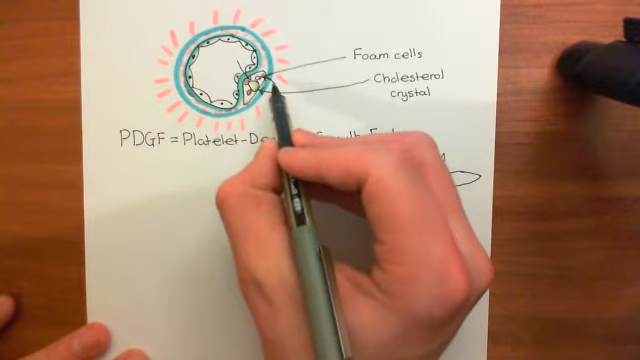 Foam cells
Cholesterol
crystal
PDGF = Platelet-D